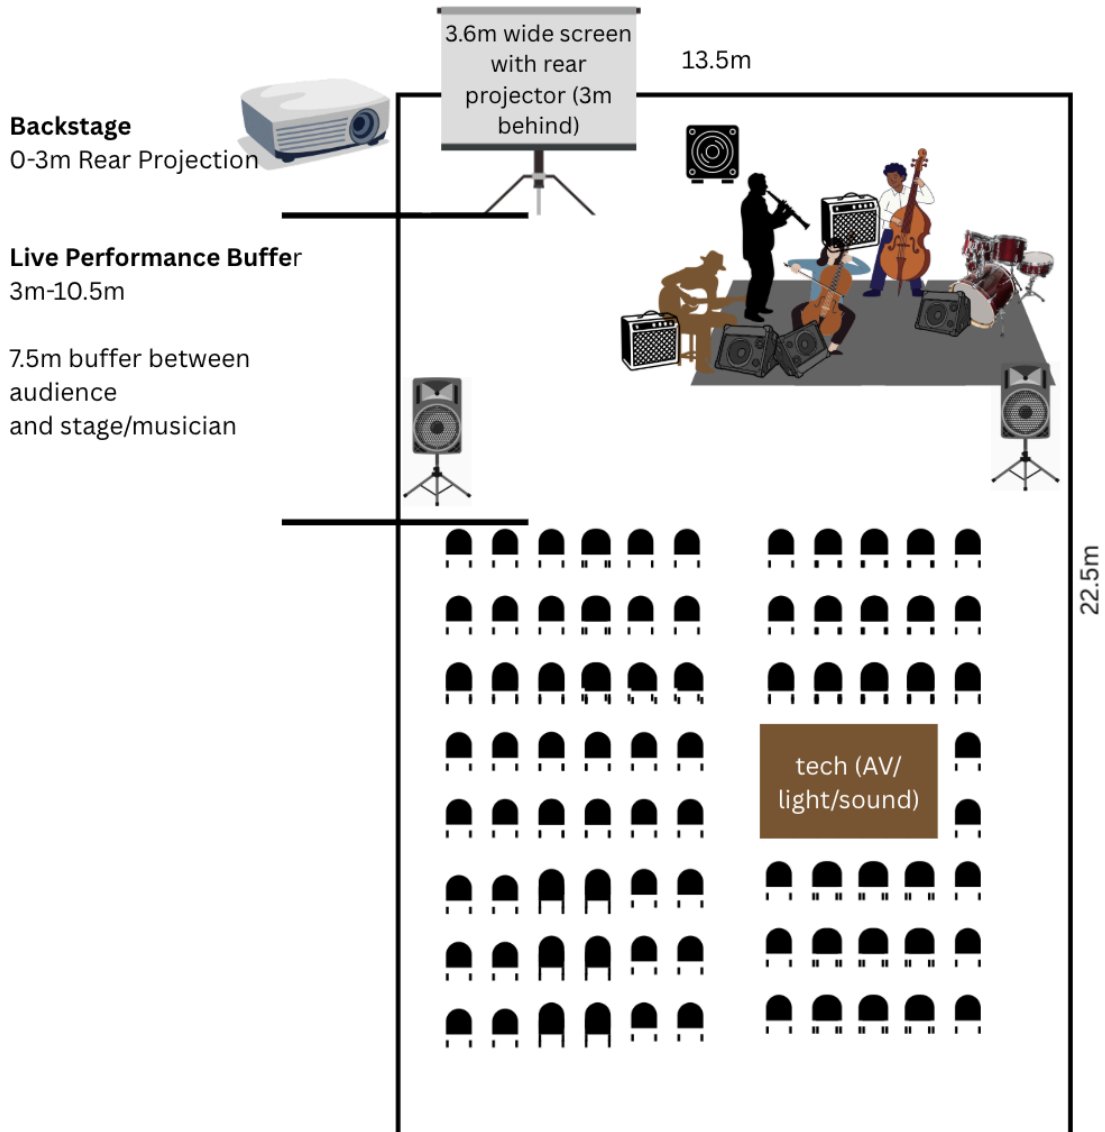 3.6m wide screen
with rear
projector (3m
behind)
13.5m
Backstage
0-3m Rear Projection
Live Performance Buffer
3m-10.5m
7.5m buffer between
audience
and stage/musician
22.5m
tech (AV/
light/sound)